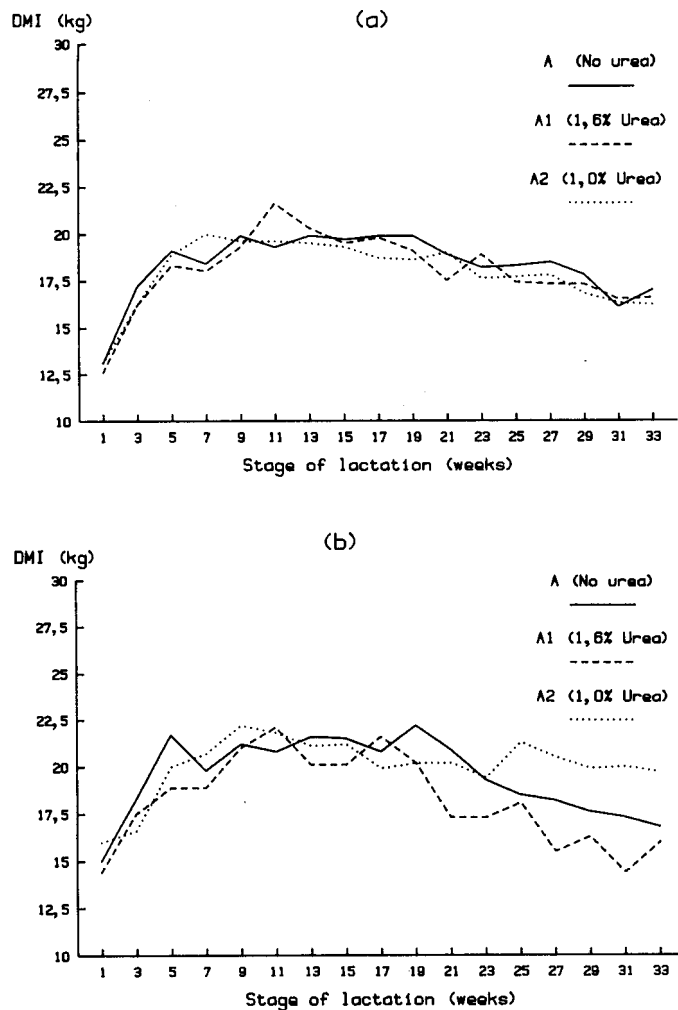 DMI (kg)
(a)
30
27,5
25
22,5
20
17,5
15
12,5
10
A (No urea)
A1 (1,6% Urea)
A2 (1,0% Urea)
1 3 5 7 9 11 13 15 17 19 21 23 25 27 29 31 33
Stage of lactation (weeks)
DMI (kg)
(b)
30
27,5
25
22,5
20
17,5
15
12,5
10
A (No urea)
A1 (1,6% Urea)
A2 (1,0% Urea)
1 3 5 7 9 11 13 15 17 19 21 23 25 27 29 31 33
Stage of lactation (weeks)